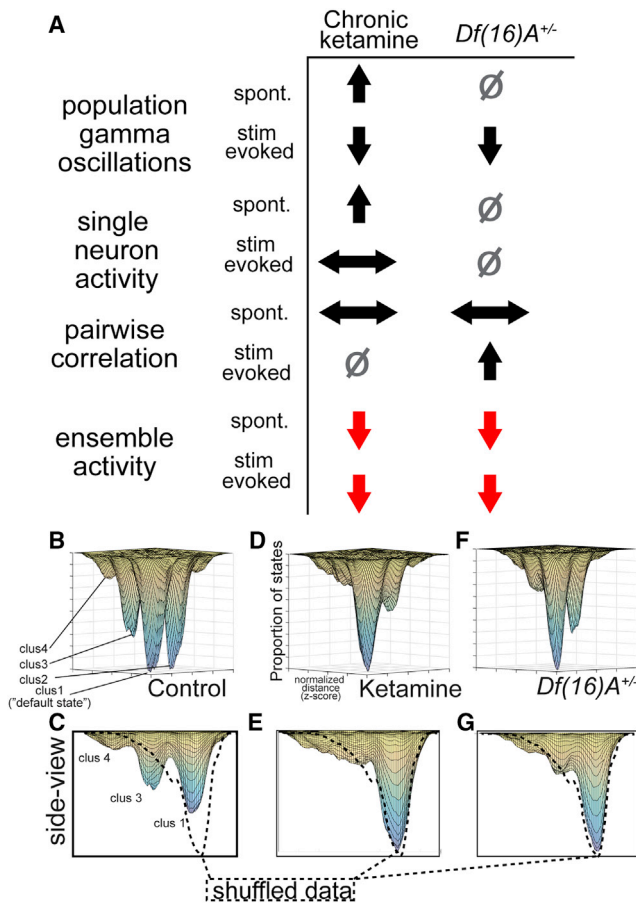 A
Chronic
ketamine
Df(16)A+/-
population
gamma
oscillations
spont.
Ø
stim
evoked
single
neuron
activity
spont.
Ø
stim
evoked
Ø
pairwise
correlation
spont.
stim
evoked
Ø
ensemble
activity
spont.
stim
evoked
B
clus4
clus3
clus2
clus1
("default state")
Control
D
Proportion of states
normalized
distance
(z-score)
Ketamine
F
Df(16)A+/-
C
side-view
clus 4
clus 3
clus 1
E
G
shuffled data